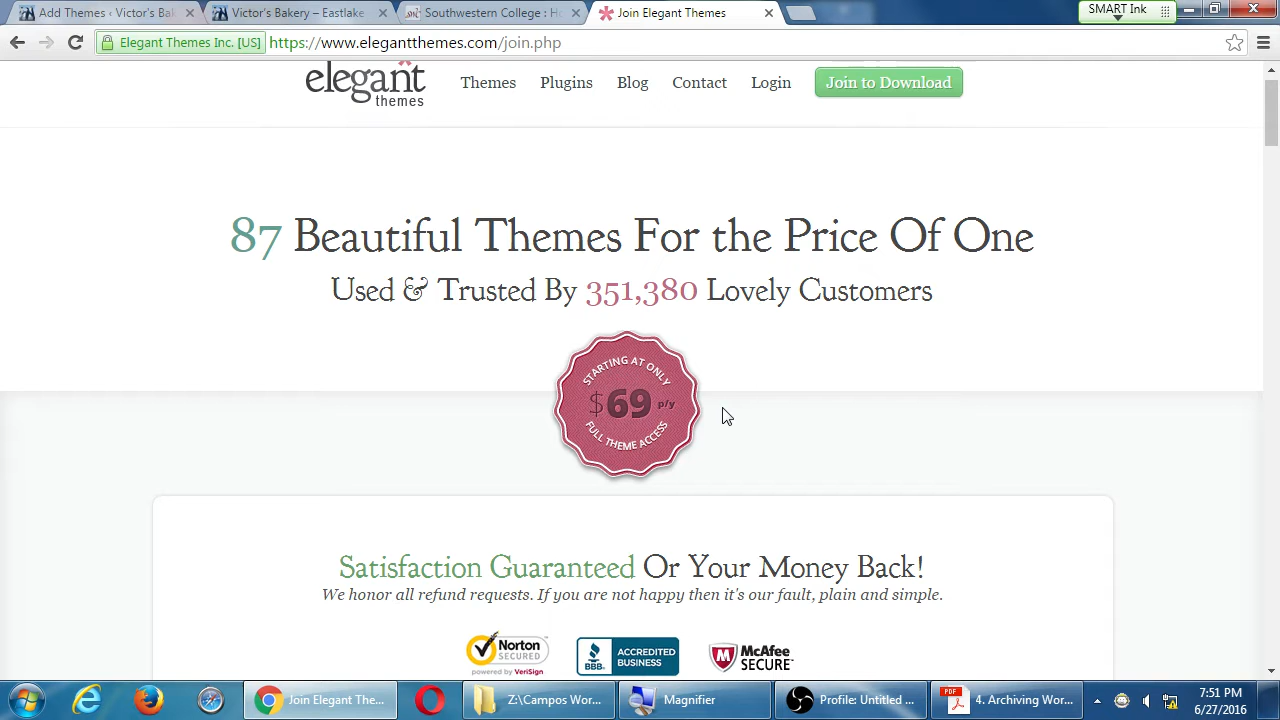 Add Themes ‹ Victor's Bak
Victor's Bakery – Eastlake
Southwestern College : H
Join Elegant Themes
SMART Ink
Elegant Themes Inc. [US]
https://www.elegantthemes.com/join.php
elegant
themes
Themes
Plugins
Blog
Contact
Login
Join to Download
87 Beautiful Themes For the Price Of One
Used & Trusted By 351,380 Lovely Customers
STARTING AT ONLY
$69 p/y
FULL THEME ACCESS
Satisfaction Guaranteed Or Your Money Back!
We honor all refund requests. If you are not happy then it's our fault, plain and simple.
Norton
SECURED
powered by VeriSign
BBB
ACCREDITED
BUSINESS
McAfee
SECURE
Join Elegant The...
Z:\Campos Wor...
Magnifier
Profile: Untitled ...
PDF
4. Archiving Wor...
7:51 PM
6/27/2016